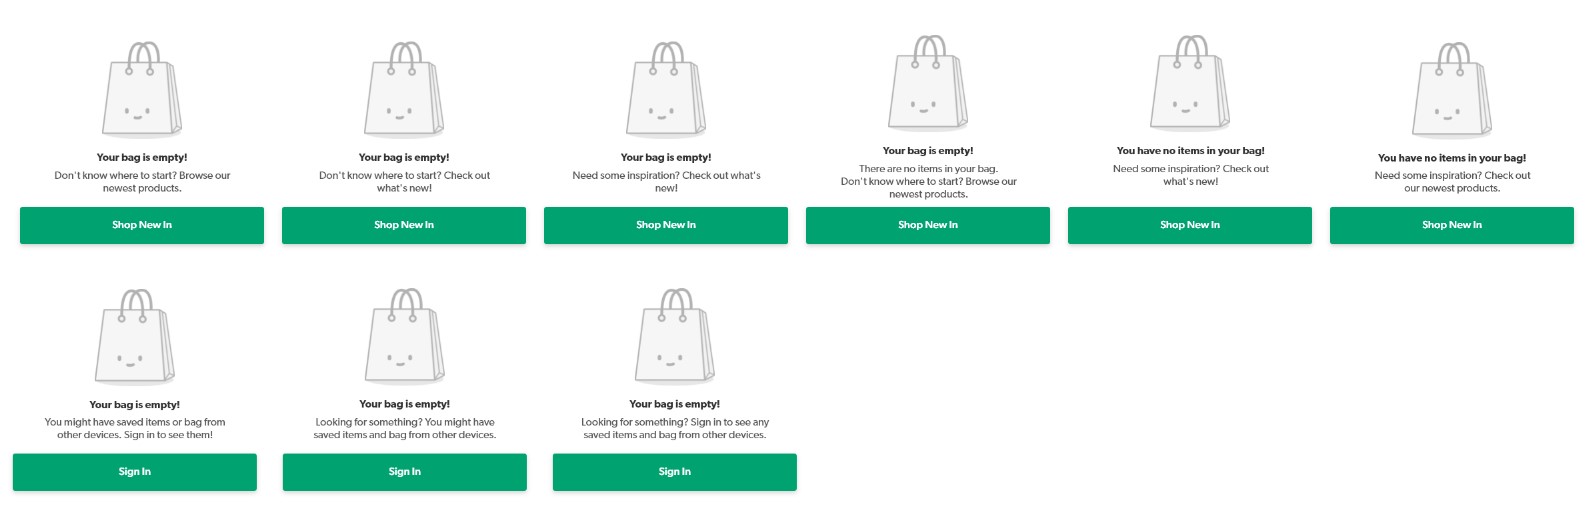 Your bag is empty!
Don't know where to start? Browse our
newest products.
Shop New In
Your bag is empty!
Don't know where to start? Check out
what's new!
Shop New In
Your bag is empty!
Need some inspiration? Check out what's
new!
Shop New In
Your bag is empty!
There are no items in your bag.
Don't know where to start? Browse our
newest products.
Shop New In
You have no items in your bag!
Need some inspiration? Check out
what's new!
Shop New In
You have no items in your bag!
Need some inspiration? Check out
our newest products.
Shop New In
Your bag is empty!
You might have saved items or bag from
other devices. Sign in to see them!
Sign In
Your bag is empty!
Looking for something? You might have
saved items and bag from other devices.
Sign In
Your bag is empty!
Looking for something? Sign in to see any
saved items and bag from other devices.
Sign In